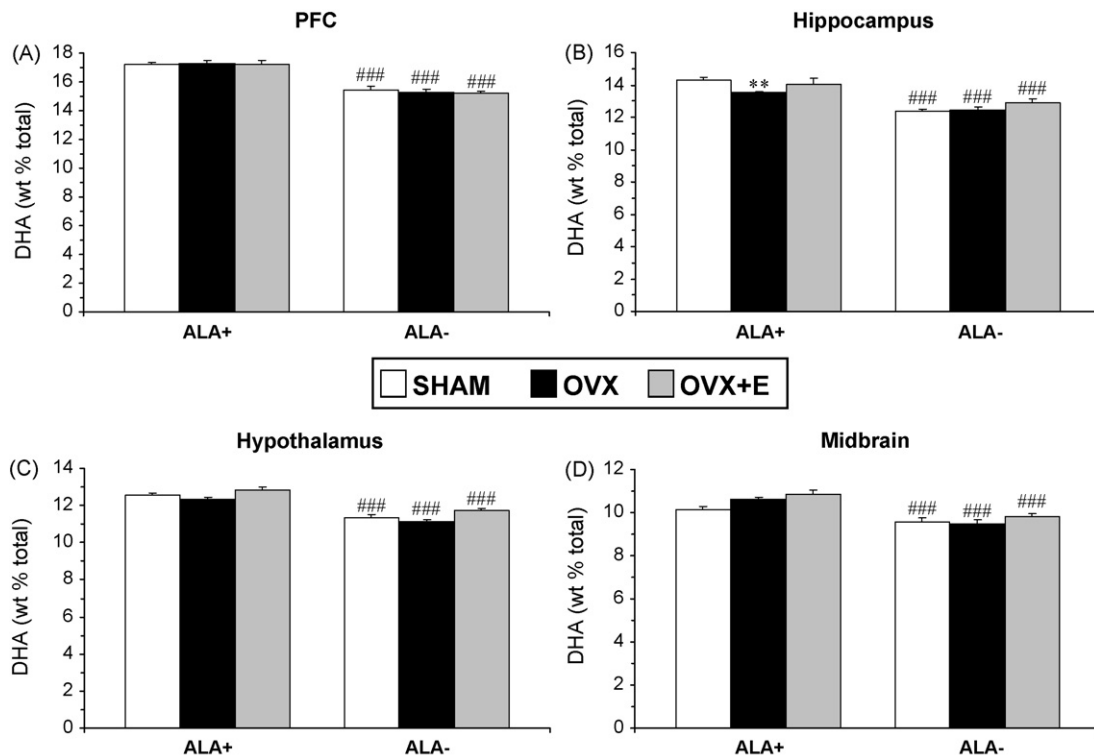 PFC
(A)
18
16
14
12
10
8
6
4
2
0
DHA (wt % total)
### ### ###
ALA+ ALA-
Hippocampus
(B)
16
14
12
10
8
6
4
2
0
DHA (wt % total)
**
### ### ###
ALA+ ALA-
SHAM OVX OVX+E
Hypothalamus
(C)
14
12
10
8
6
4
2
0
DHA (wt % total)
### ### ###
ALA+ ALA-
Midbrain
(D)
12
10
8
6
4
2
0
DHA (wt % total)
### ### ###
ALA+ ALA-